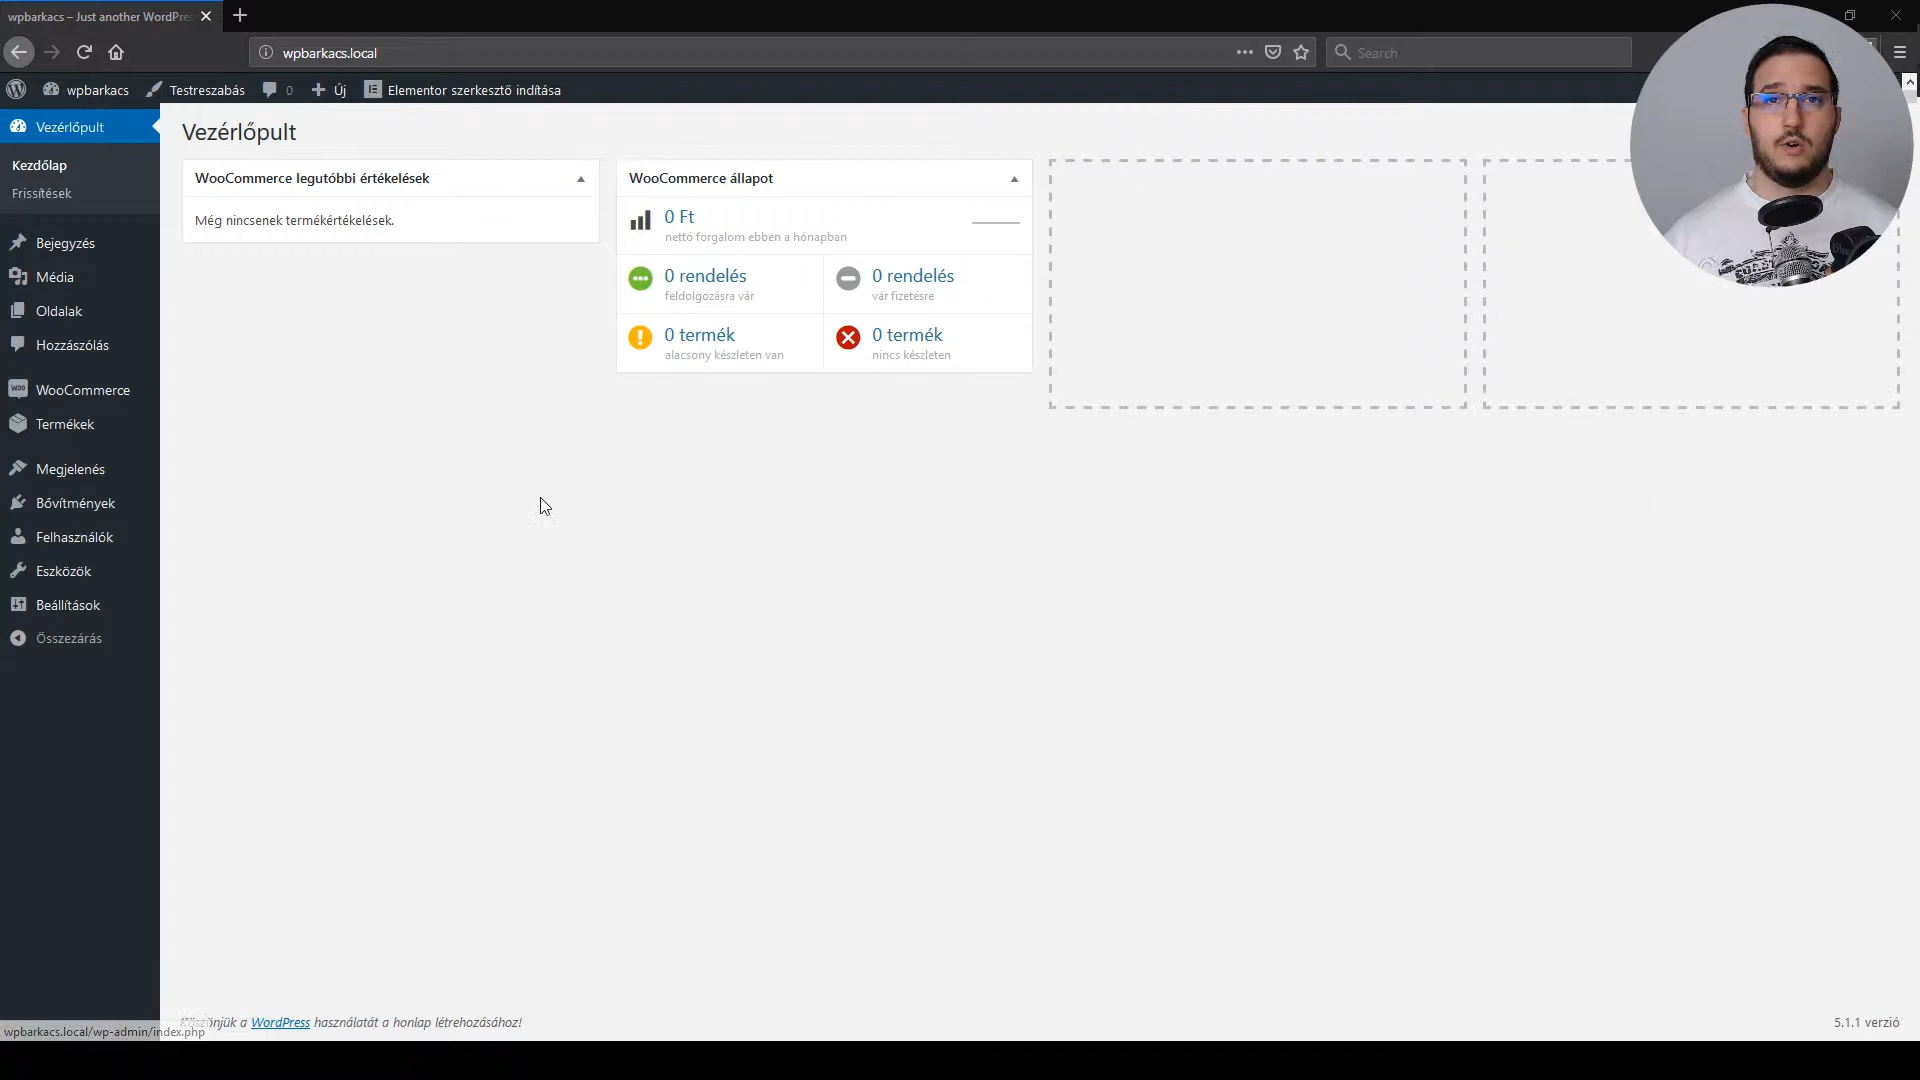 wpbarkacs – Just another WordPre
wpbarkacs.local
Search
wpbarkacs
Testreszabás
0
Új
Elementor szerkesztő indítása
Vezérlőpult
Kezdőlap
Frissítések
Bejegyzés
Média
Oldalak
Hozzászólás
WooCommerce
Termékek
Megjelenés
Bővítmények
Felhasználók
Eszközök
Beállítások
Összezárás
Vezérlőpult
WooCommerce legutóbbi értékelések
Még nincsenek termékértékelések.
WooCommerce állapot
0 Ft
nettó forgalom ebben a hónapban
0 rendelés
feldolgozásra vár
0 rendelés
vár fizetésre
0 termék
alacsony készleten van
0 termék
nincs készleten
Köszönjük a WordPress használatát a honlap létrehozásához!
5.1.1 verzió
wpbarkacs.local/wp-admin/index.php